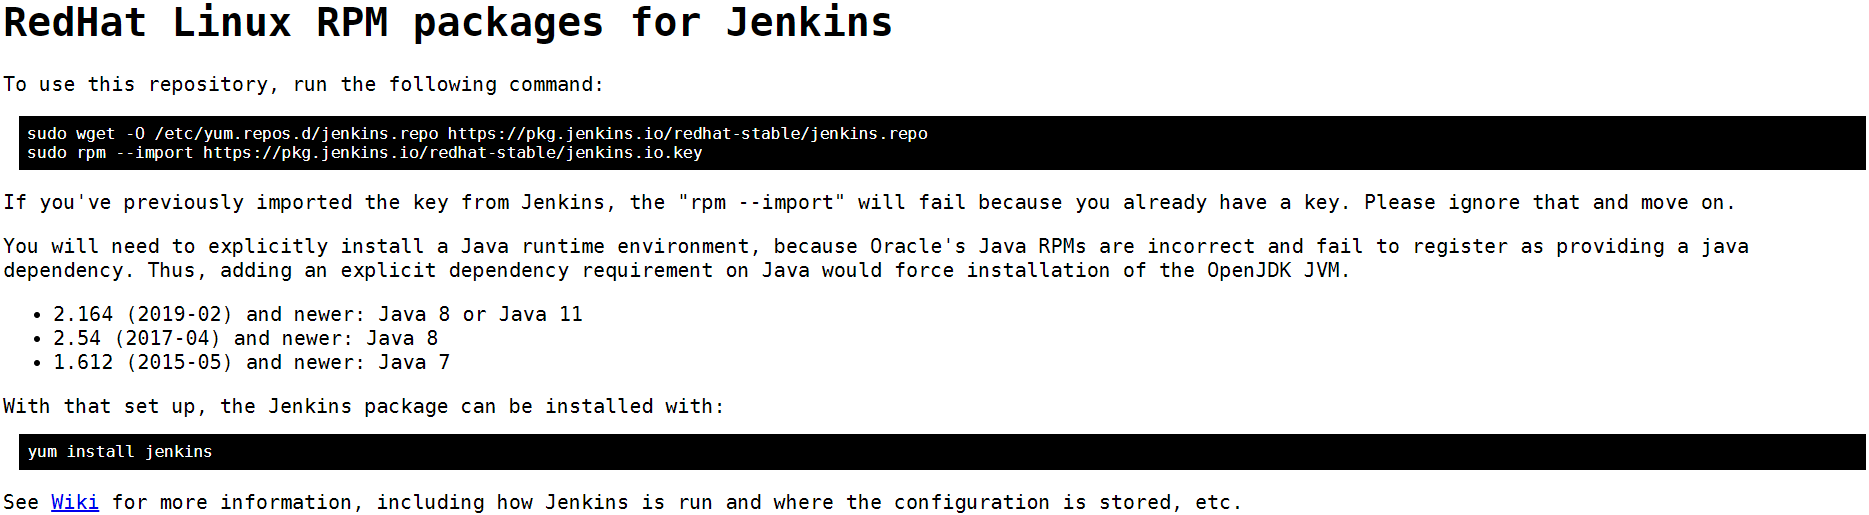 RedHat Linux RPM packages for Jenkins
To use this repository, run the following command:
sudo wget -O /etc/yum.repos.d/jenkins.repo https://pkg.jenkins.io/redhat-stable/jenkins.repo
sudo rpm --import https://pkg.jenkins.io/redhat-stable/jenkins.io.key
If you've previously imported the key from Jenkins, the "rpm --import" will fail because you already have a key. Please ignore that and move on.
You will need to explicitly install a Java runtime environment, because Oracle's Java RPMs are incorrect and fail to register as providing a java
dependency. Thus, adding an explicit dependency requirement on Java would force installation of the OpenJDK JVM.
• 2.164 (2019-02) and newer: Java 8 or Java 11
• 2.54 (2017-04) and newer: Java 8
• 1.612 (2015-05) and newer: Java 7
With that set up, the Jenkins package can be installed with:
yum install jenkins
See Wiki for more information, including how Jenkins is run and where the configuration is stored, etc.